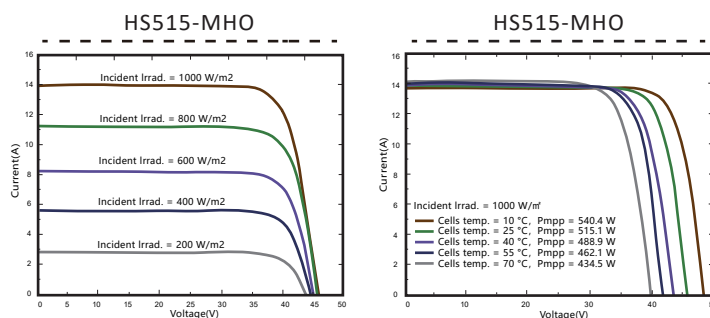 HS515-MHO
16
14
12
10
8
6
4
2
0
Current(A)
Incident Irrad. = 1000 W/m2
Incident Irrad. = 800 W/m2
Incident Irrad. = 600 W/m2
Incident Irrad. = 400 W/m2
Incident Irrad. = 200 W/m2
0 5 10 15 20 25 30 35 40 45 50
Voltage(V)
HS515-MHO
16
14
12
10
8
6
4
2
0
Current(A)
Incident Irrad. = 1000 W/㎡
Cells temp. = 10 °C, Pmpp = 540.4 W
Cells temp. = 25 °C, Pmpp = 515.1 W
Cells temp. = 40 °C, Pmpp = 488.9 W
Cells temp. = 55 °C, Pmpp = 462.1 W
Cells temp. = 70 °C, Pmpp = 434.5 W
0 10 20 30 40 50
Voltage(V)